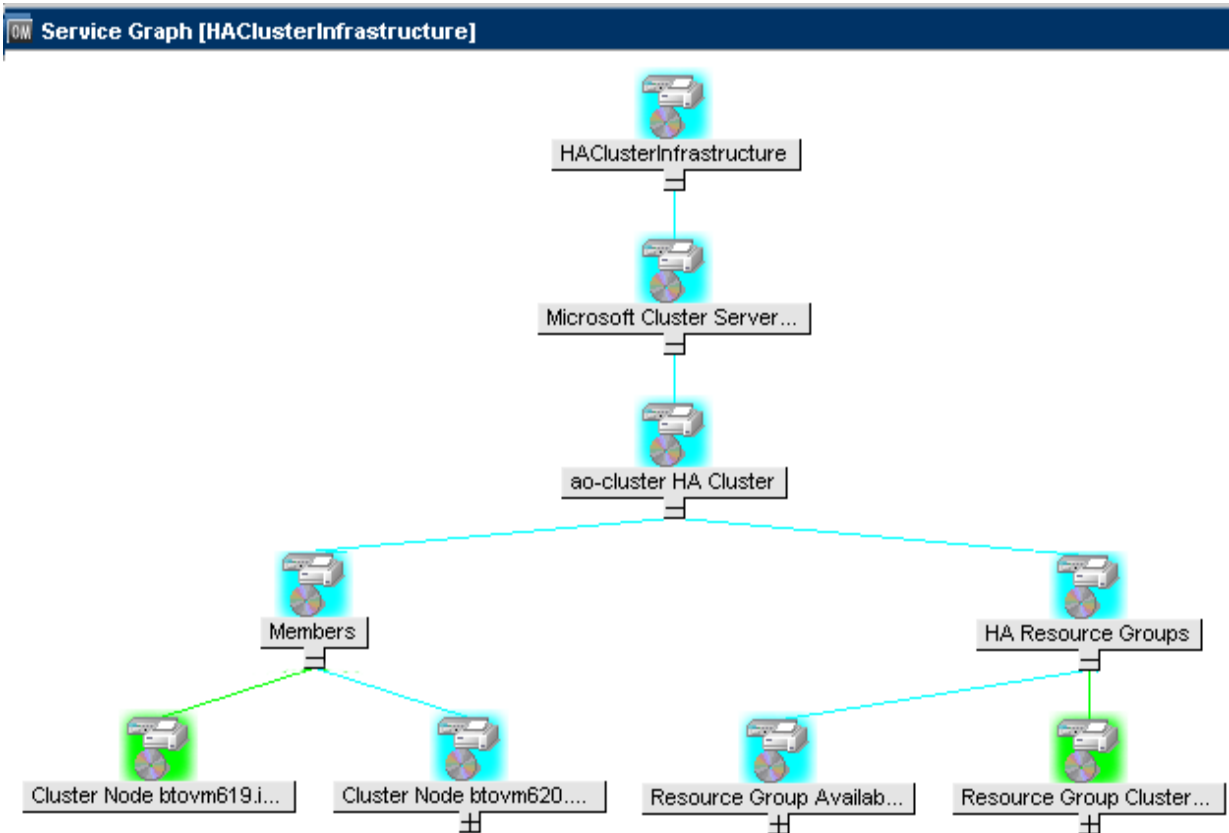 OM Service Graph [HAClusterInfrastructure]
HAClusterInfrastructure
Microsoft Cluster Server...
ao-cluster HA Cluster
Members
HA Resource Groups
Cluster Node btovm619.i...
Cluster Node btovm620....
Resource Group Availab...
Resource Group Cluster...